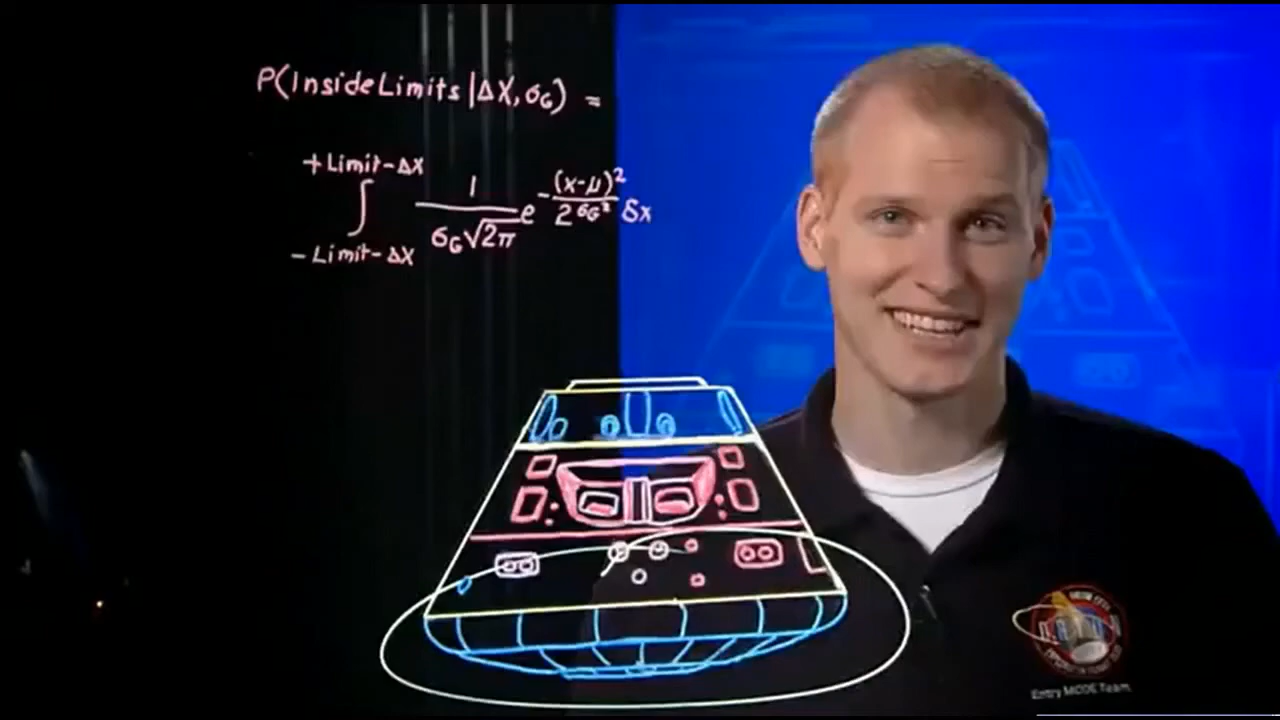 P(InsideLimits|ΔX,σG) =
+Limit-ΔX
∫ 1/(σG√2π) e^-(x-μ)²/2σG² δx
-Limit-ΔX
Entry MODE Team